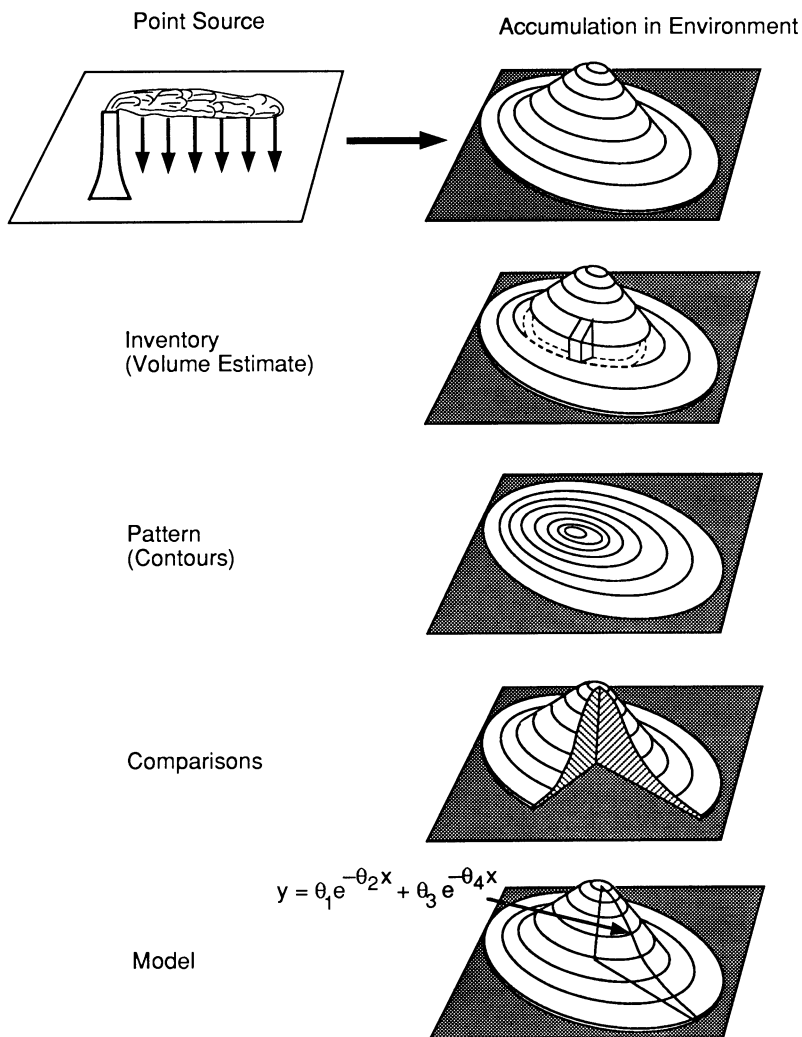 Point Source
Accumulation in Environment
Inventory
(Volume Estimate)
Pattern
(Contours)
Comparisons
y = θ₁e^{−θ₂x} + θ₃e^{−θ₄x}
Model